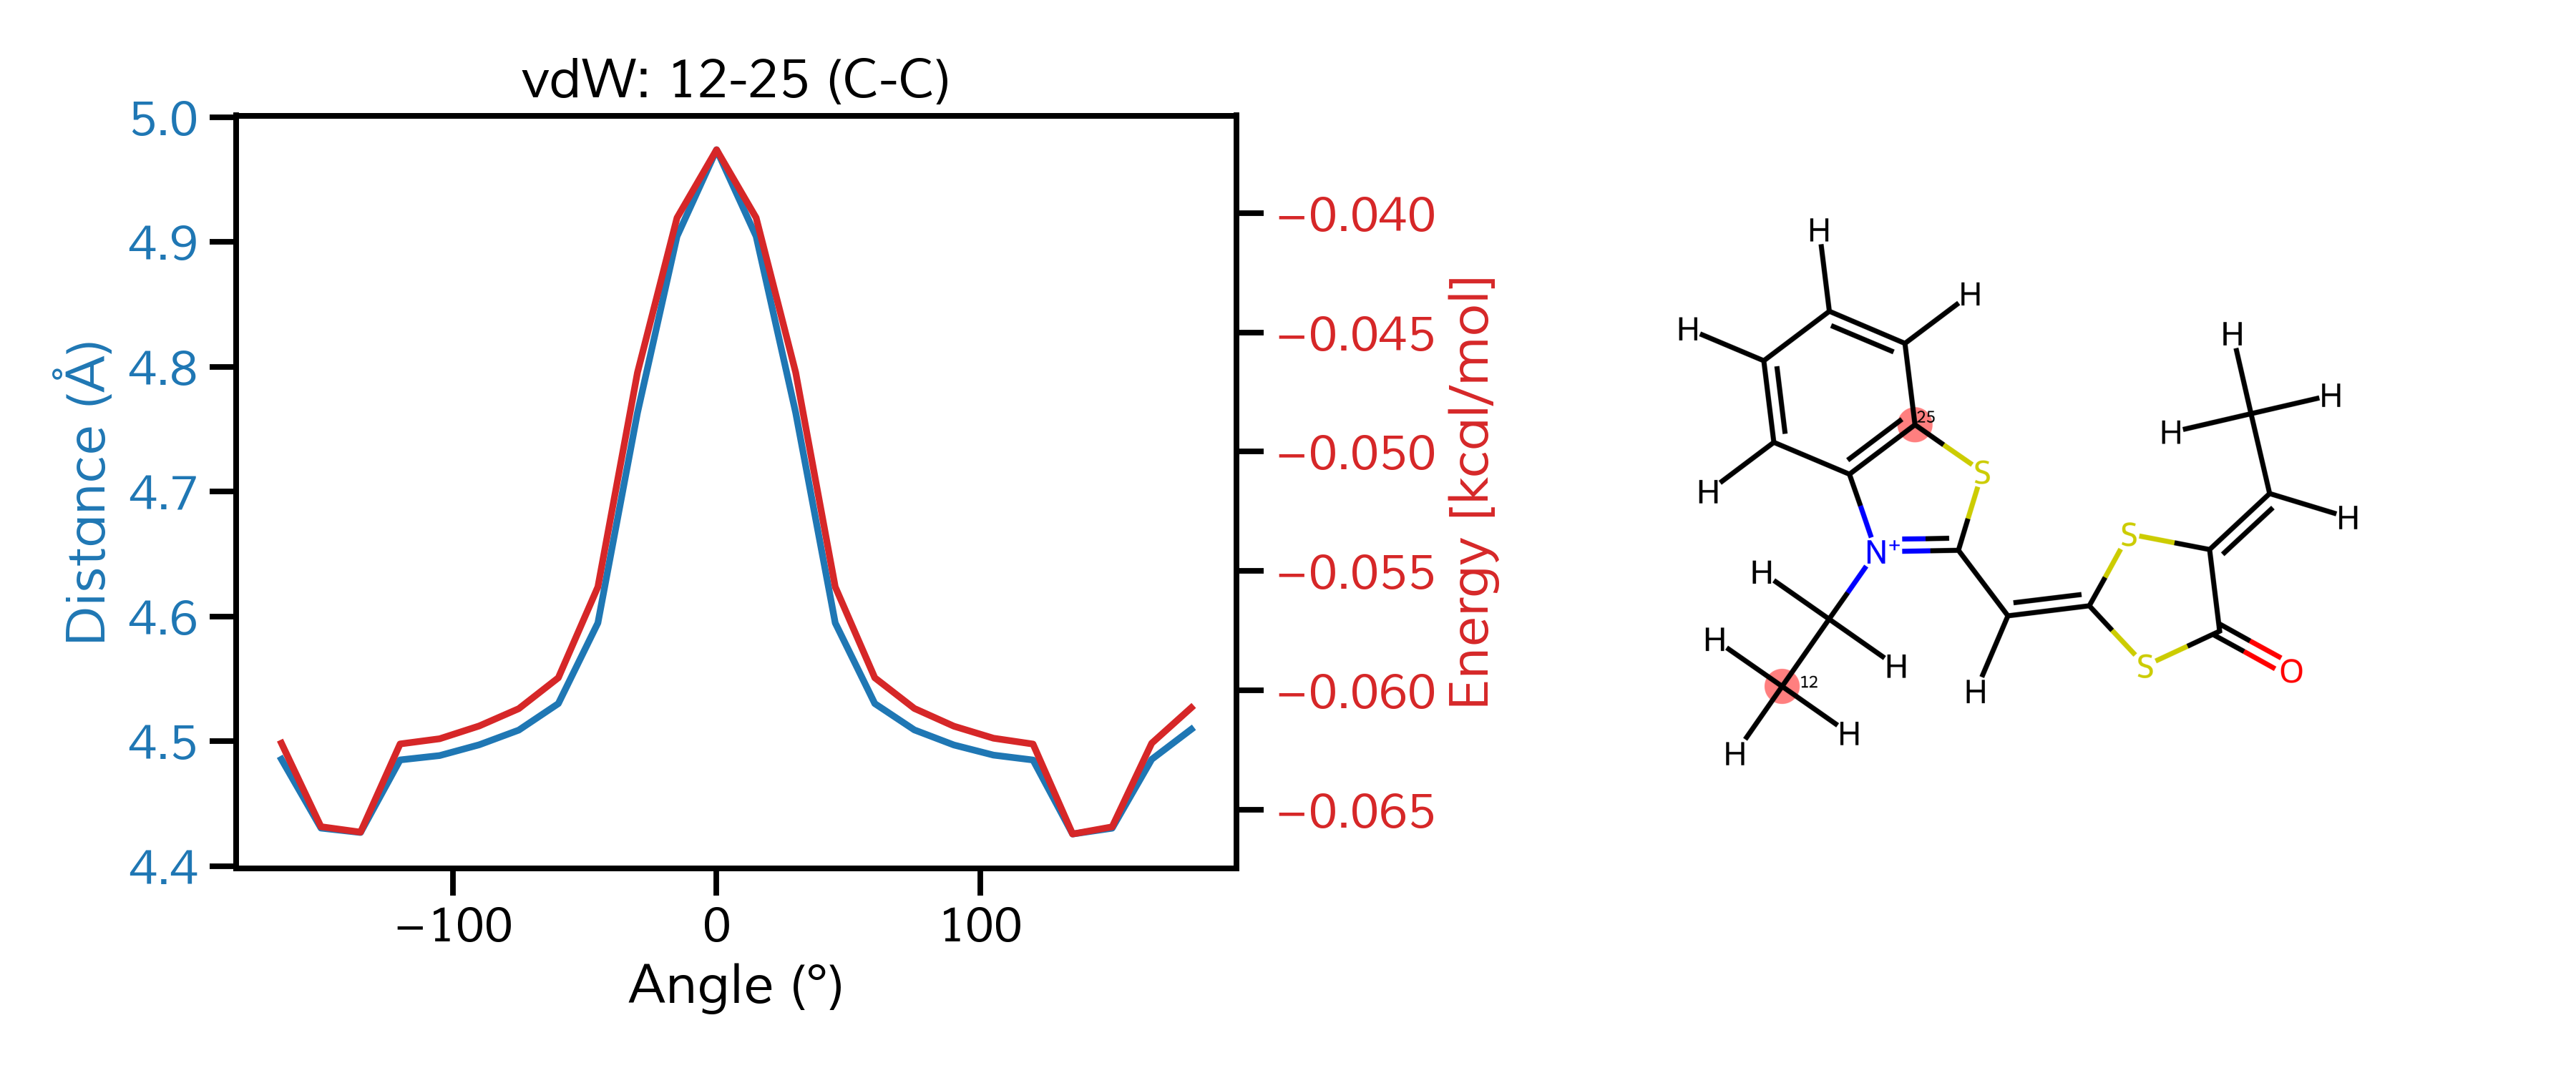 vdW: 12-25 (C-C)
5.0
4.9
4.8
4.7
4.6
4.5
4.4
Distance (Å)
−0.040
−0.045
−0.050
−0.055
−0.060
−0.065
Energy [kcal/mol]
−100
0
100
Angle (°)
H
H
H
H
H
H
H
25
S
H
N+
S
H
H
H
H
12
S
O
H
H
H